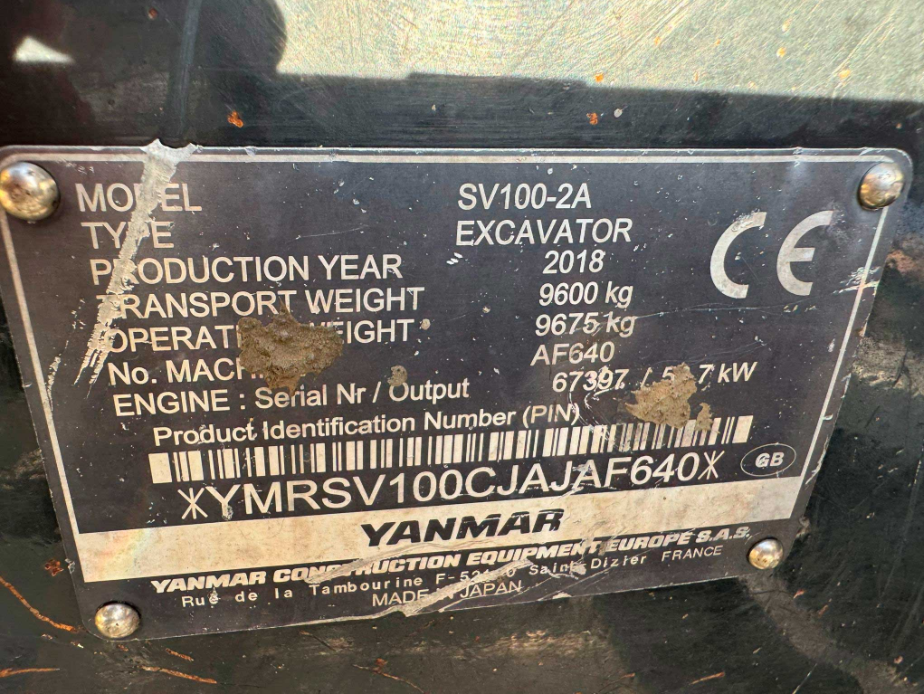 MODEL SV100-2A
TYPE EXCAVATOR
PRODUCTION YEAR 2018
TRANSPORT WEIGHT 9600 kg
WEIGHT 9675 kg
No. AF640
ENGINE : Serial Nr / Output 67397 / kW
Product Identification Number (PIN)
*YMRSV100CJAJAF640*
CE
GB
YANMAR
YANMAR CONSTRUCTION EQUIPMENT EUROPE S.A.S.
Rue de la Tambourine Saint-Dizier FRANCE
MADE IN JAPAN